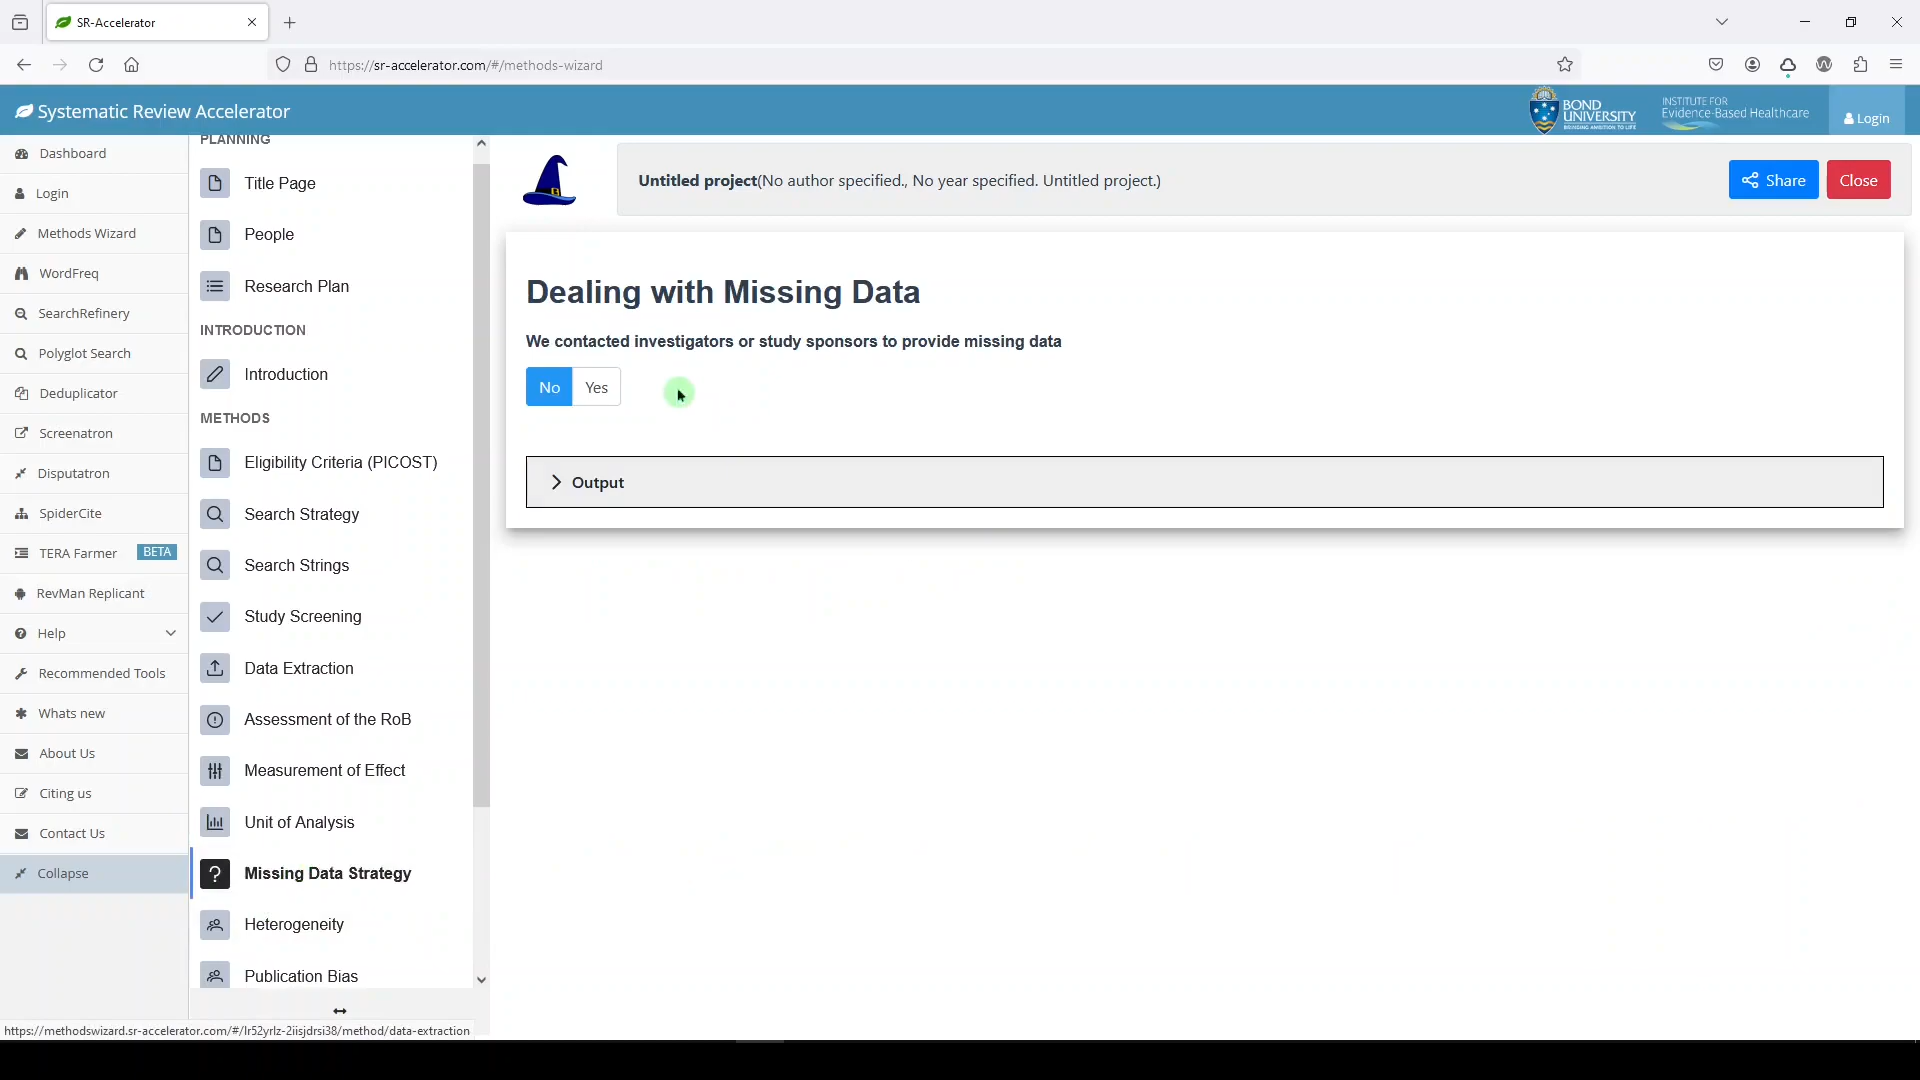 SR-Accelerator
https://sr-accelerator.com/#/methods-wizard
Systematic Review Accelerator
BOND
UNIVERSITY
BRINGING AMBITION TO LIFE
INSTITUTE FOR
Evidence-Based Healthcare
Login
Dashboard
Login
Methods Wizard
WordFreq
SearchRefinery
Polyglot Search
Deduplicator
Screenatron
Disputatron
SpiderCite
TERA Farmer BETA
RevMan Replicant
Help
Recommended Tools
Whats new
About Us
Citing us
Contact Us
Collapse
PLANNING
Title Page
People
Research Plan
INTRODUCTION
Introduction
METHODS
Eligibility Criteria (PICOST)
Search Strategy
Search Strings
Study Screening
Data Extraction
Assessment of the RoB
Measurement of Effect
Unit of Analysis
Missing Data Strategy
Heterogeneity
Publication Bias
Untitled project(No author specified., No year specified. Untitled project.)
Share
Close
Dealing with Missing Data
We contacted investigators or study sponsors to provide missing data
No Yes
Output
https://methodswizard.sr-accelerator.com/#/lr52yrlz-2iisjdrsi38/method/data-extraction